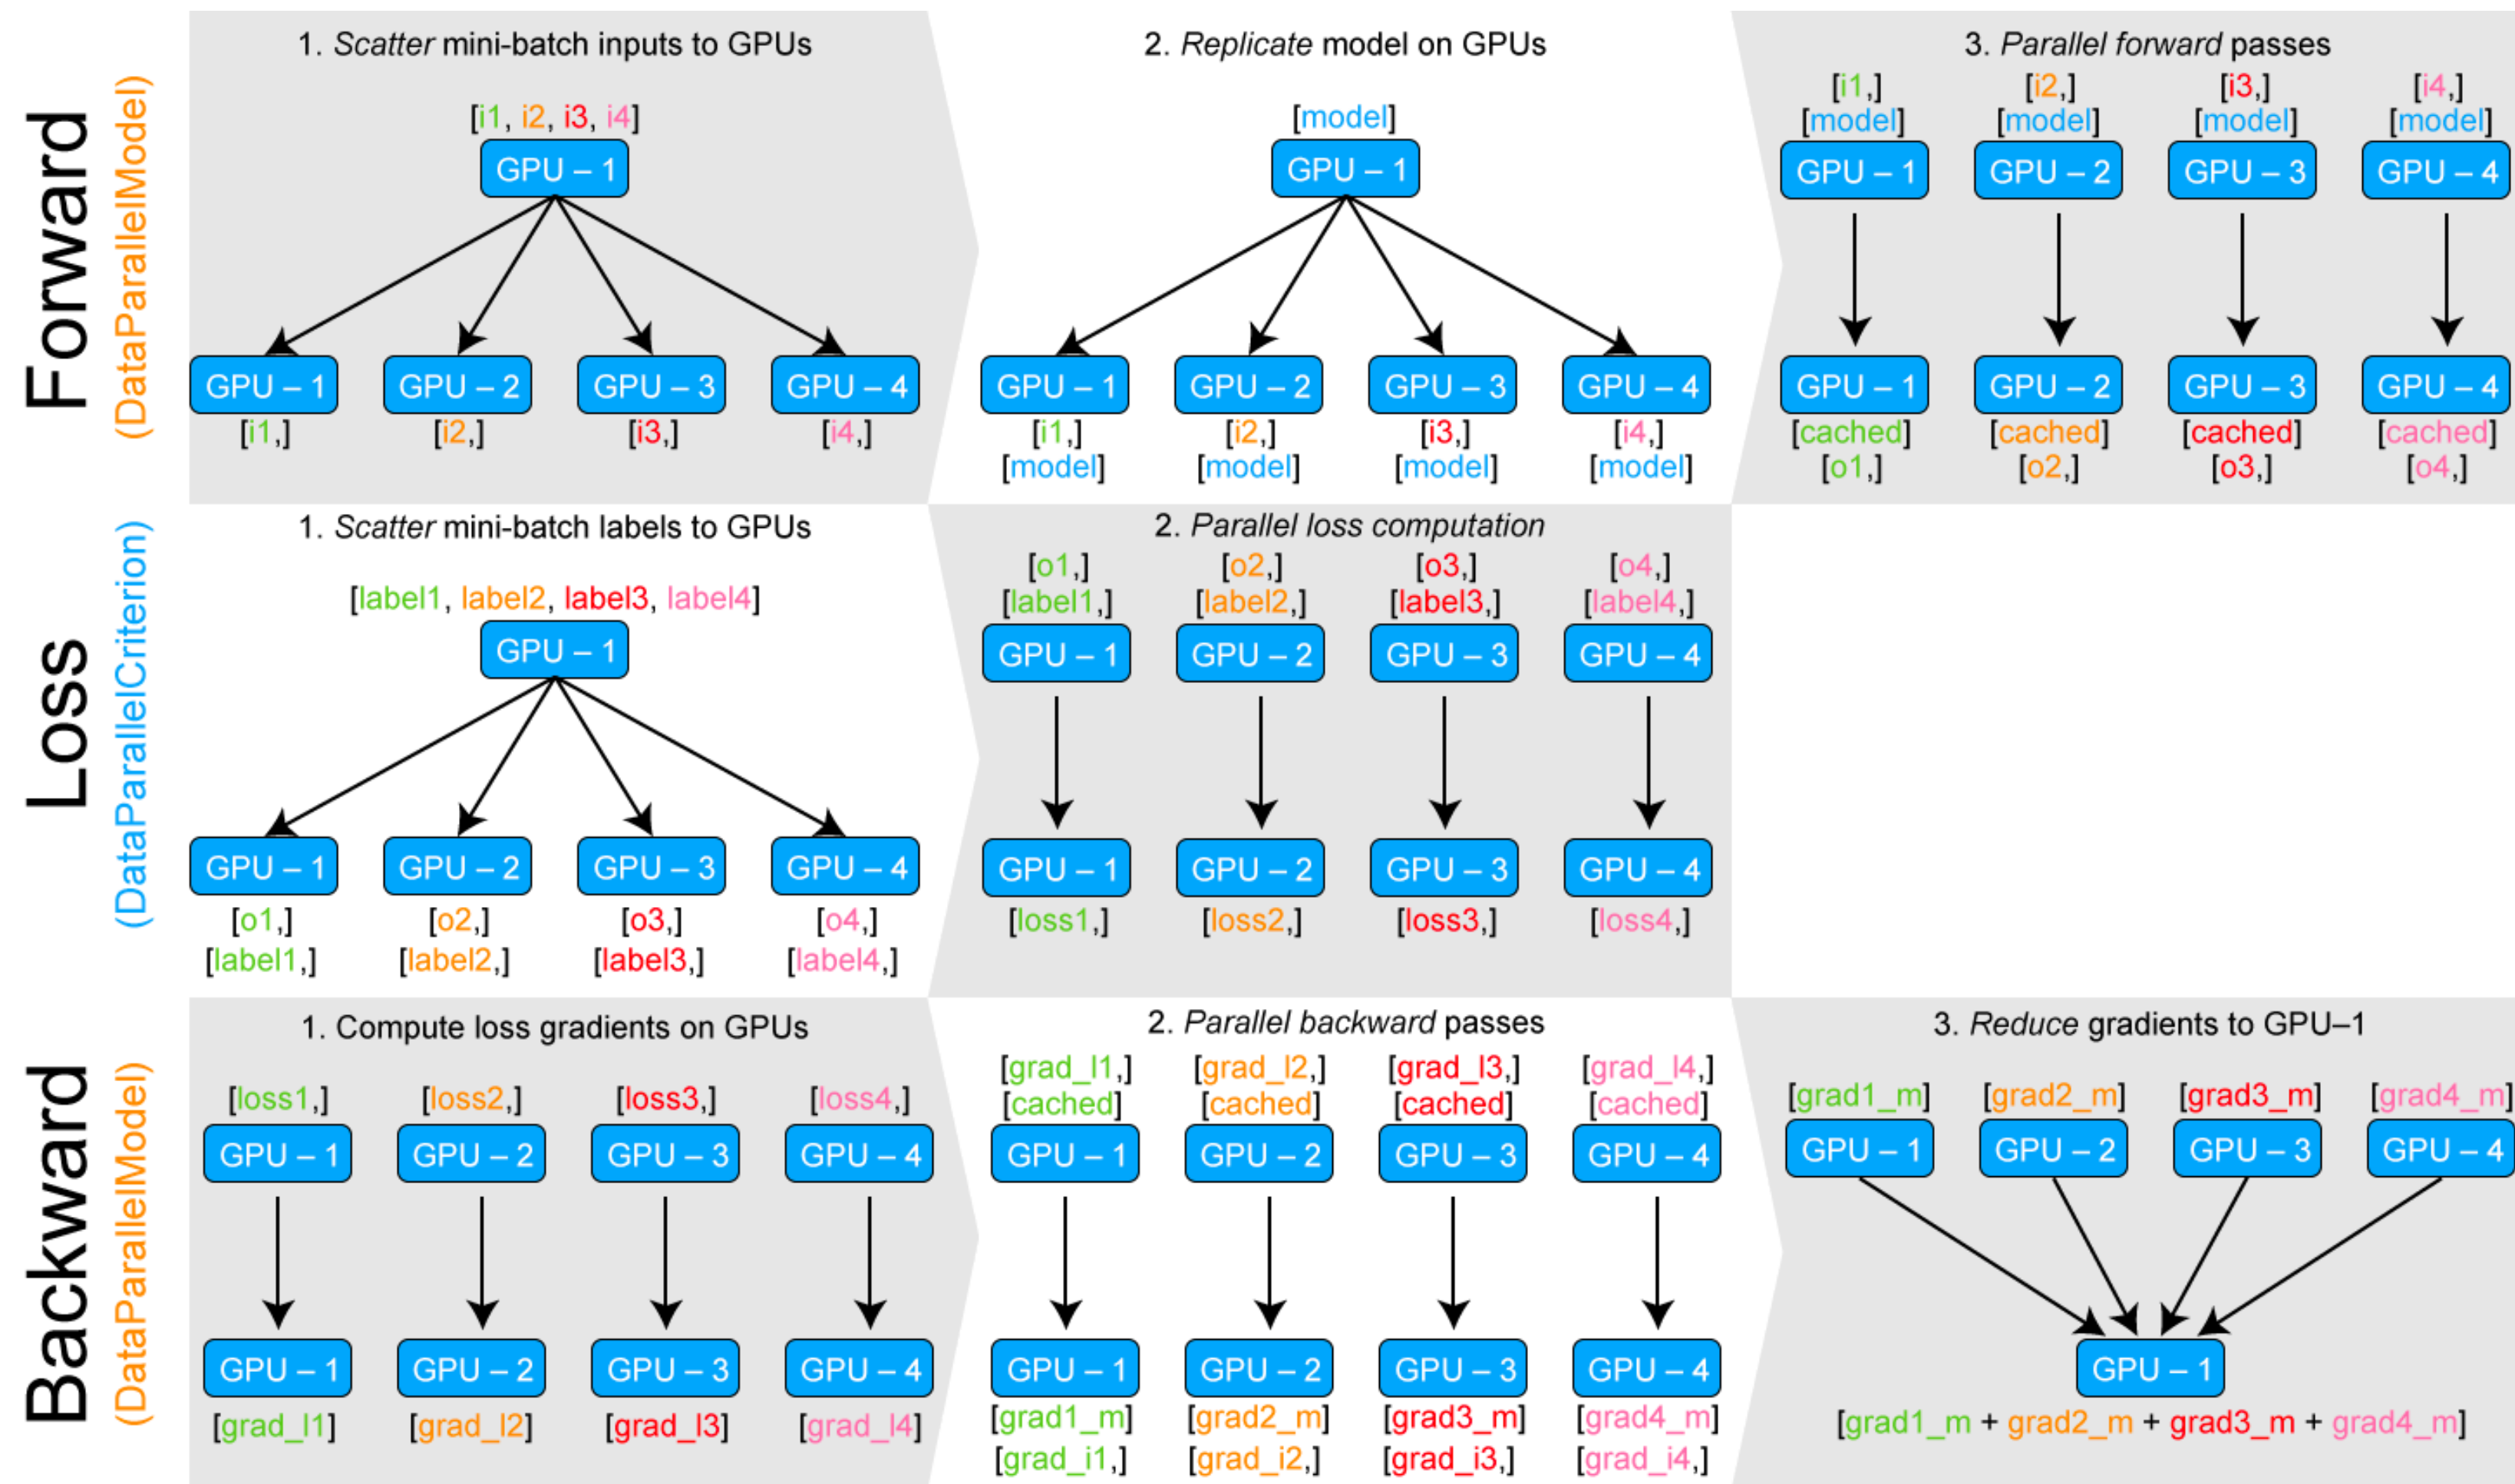 Forward
(DataParallelModel)
1. Scatter mini-batch inputs to GPUs
[i1, i2, i3, i4]
GPU – 1
GPU – 1 GPU – 2 GPU – 3 GPU – 4
[i1,] [i2,] [i3,] [i4,]
2. Replicate model on GPUs
[model]
GPU – 1
GPU – 1 GPU – 2 GPU – 3 GPU – 4
[i1,] [i2,] [i3,] [i4,]
[model] [model] [model] [model]
3. Parallel forward passes
[i1,] [i2,] [i3,] [i4,]
[model] [model] [model] [model]
GPU – 1 GPU – 2 GPU – 3 GPU – 4
GPU – 1 GPU – 2 GPU – 3 GPU – 4
[cached] [cached] [cached] [cached]
[o1,] [o2,] [o3,] [o4,]
Loss
(DataParallelCriterion)
1. Scatter mini-batch labels to GPUs
[label1, label2, label3, label4]
GPU – 1
GPU – 1 GPU – 2 GPU – 3 GPU – 4
[o1,] [o2,] [o3,] [o4,]
[label1,] [label2,] [label3,] [label4,]
2. Parallel loss computation
[o1,] [o2,] [o3,] [o4,]
[label1,] [label2,] [label3,] [label4,]
GPU – 1 GPU – 2 GPU – 3 GPU – 4
GPU – 1 GPU – 2 GPU – 3 GPU – 4
[loss1,] [loss2,] [loss3,] [loss4,]
Backward
(DataParallelModel)
1. Compute loss gradients on GPUs
[loss1,] [loss2,] [loss3,] [loss4,]
GPU – 1 GPU – 2 GPU – 3 GPU – 4
GPU – 1 GPU – 2 GPU – 3 GPU – 4
[grad_l1] [grad_l2] [grad_l3] [grad_l4]
2. Parallel backward passes
[grad_l1,] [grad_l2,] [grad_l3,] [grad_l4,]
[cached] [cached] [cached] [cached]
GPU – 1 GPU – 2 GPU – 3 GPU – 4
GPU – 1 GPU – 2 GPU – 3 GPU – 4
[grad1_m] [grad2_m] [grad3_m] [grad4_m]
[grad_i1,] [grad_i2,] [grad_i3,] [grad_i4,]
3. Reduce gradients to GPU–1
[grad1_m] [grad2_m] [grad3_m] [grad4_m]
GPU – 1 GPU – 2 GPU – 3 GPU – 4
GPU – 1
[grad1_m + grad2_m + grad3_m + grad4_m]